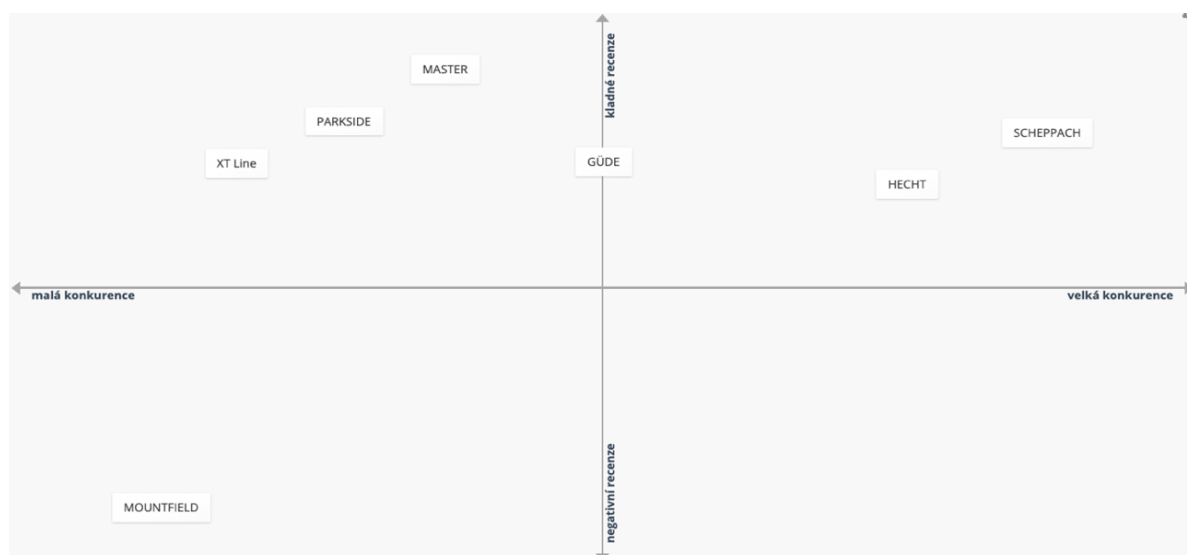 kladné recenze
MASTER
PARKSIDE
SCHEPPACH
XT Line
GÜDE
HECHT
malá konkurence
velká konkurence
negativní recenze
MOUNTFIELD